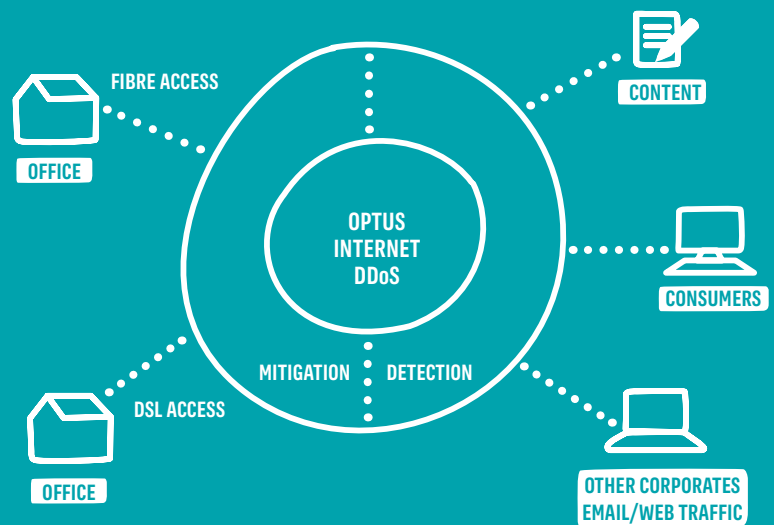 FIBRE ACCESS
OFFICE
CONTENT
OPTUS
INTERNET
DDoS
CONSUMERS
MITIGATION
DETECTION
DSL ACCESS
OFFICE
OTHER CORPORATES
EMAIL/WEB TRAFFIC